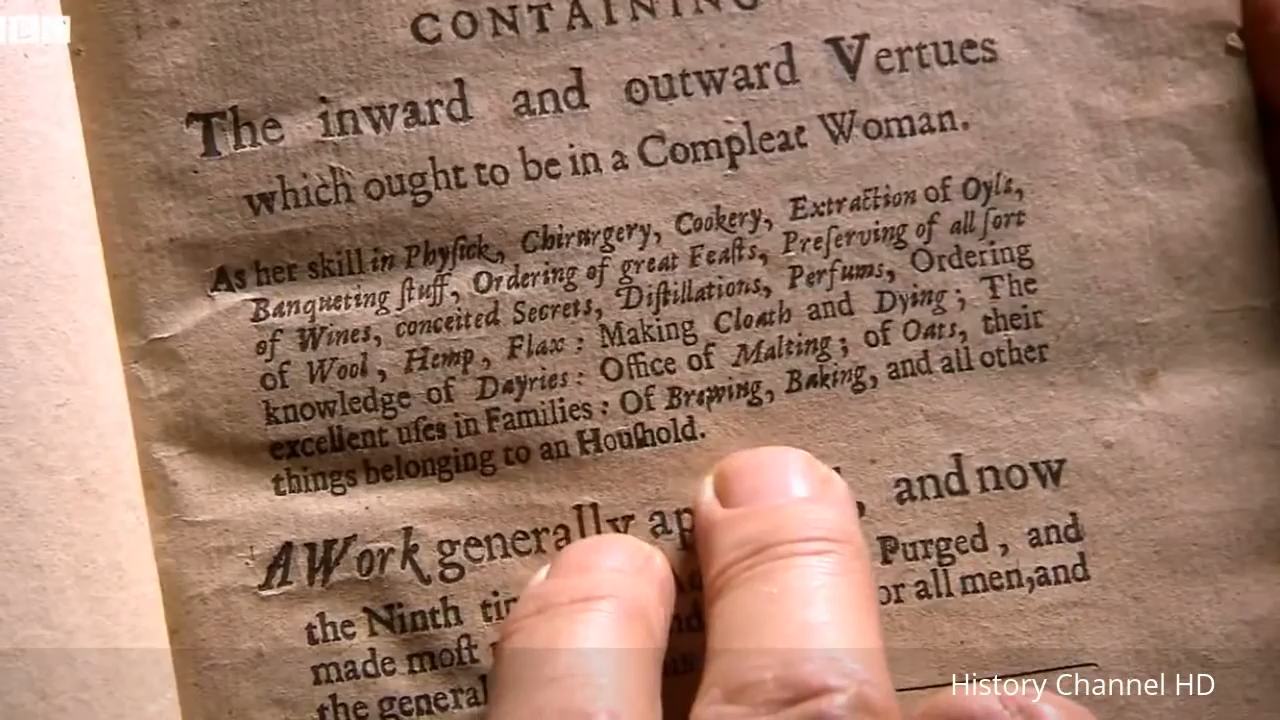 CONTAINING
The inward and outward Vertues
which ought to be in a Compleat Woman.
As her skill in Phyſick, Chirurgery, Cookery, Extraction of Oyls,
Banqueting ſtuff, Ordering of great Feaſts, Preſerving of all ſort
of Wines, conceited Secrets, Diſtillations, Perfums, Ordering
of Wool, Hemp, Flax: Making Cloath and Dying; The
knowledge of Dayries: Office of Malting; of Oats, their
excellent uſes in Families: Of Brewing, Baking, and all other
things belonging to an Houſhold.
A Work generally and now
the Ninth Purged, and
made moſt all men, and
the general
History Channel HD